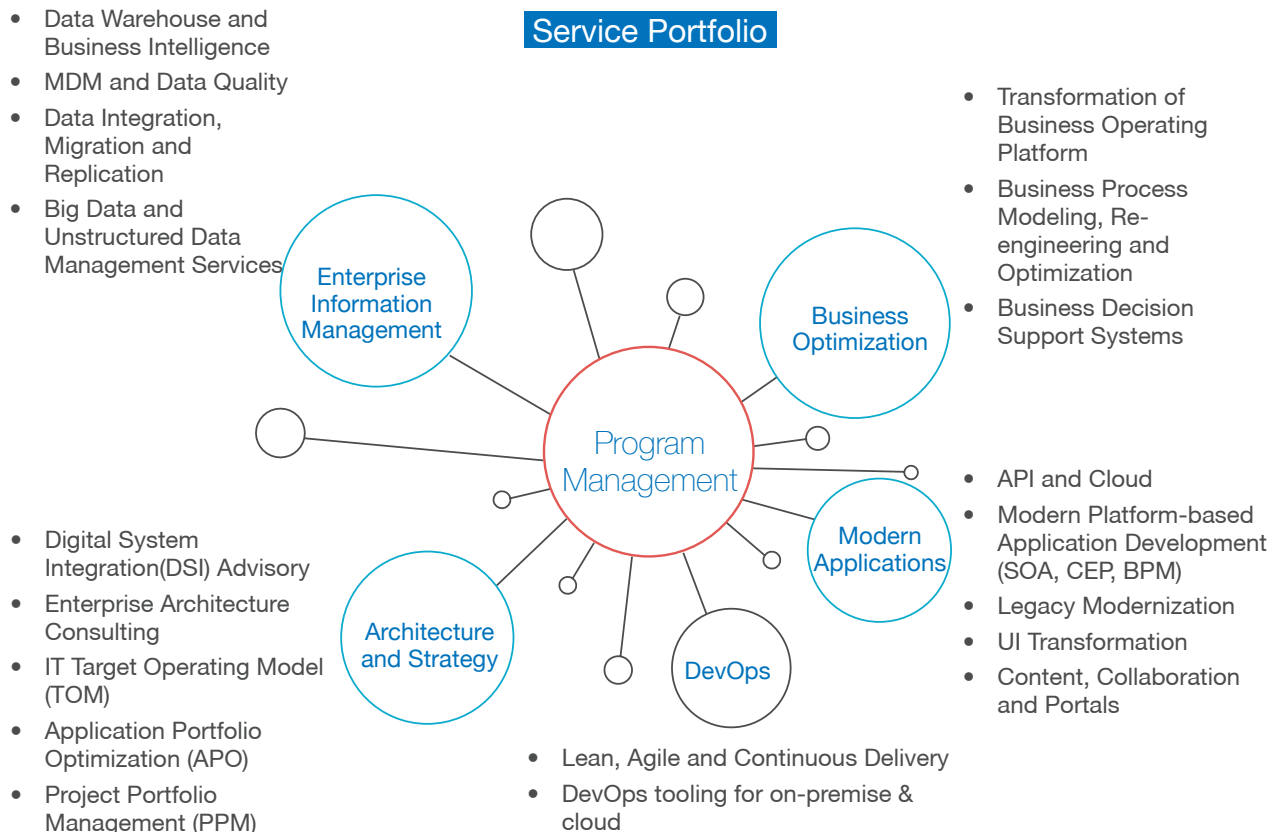 Service Portfolio
• Data Warehouse and
Business Intelligence
• MDM and Data Quality
• Data Integration,
Migration and
Replication
• Big Data and
Unstructured Data
Management Services
Enterprise
Information
Management
• Transformation of
Business Operating
Platform
• Business Process
Modeling, Re-
engineering and
Optimization
• Business Decision
Support Systems
Business
Optimization
Program
Management
• API and Cloud
• Modern Platform-based
Application Development
(SOA, CEP, BPM)
• Legacy Modernization
• UI Transformation
• Content, Collaboration
and Portals
Modern
Applications
• Digital System
Integration(DSI) Advisory
• Enterprise Architecture
Consulting
• IT Target Operating Model
(TOM)
• Application Portfolio
Optimization (APO)
• Project Portfolio
Management (PPM)
Architecture
and Strategy
DevOps
• Lean, Agile and Continuous Delivery
• DevOps tooling for on-premise &
cloud